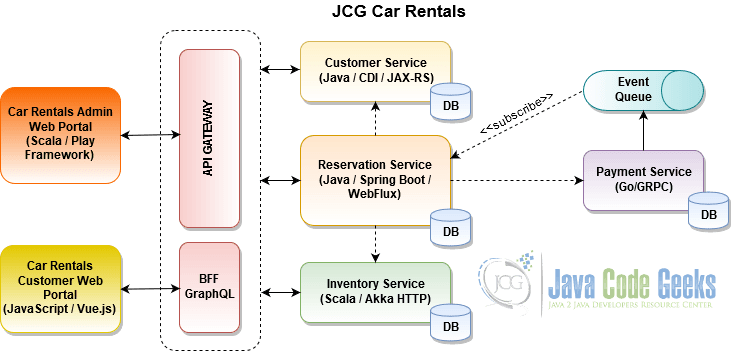 JCG Car Rentals
Customer Service
(Java / CDI / JAX-RS)
DB
Event
Queue
<<subscribe>>
Car Rentals Admin
Web Portal
(Scala / Play
Framework)
API GATEWAY
Reservation Service
(Java / Spring Boot /
WebFlux)
DB
Payment Service
(Go/GRPC)
DB
Car Rentals
Customer Web
Portal
(JavaScript / Vue.js)
BFF
GraphQL
Inventory Service
(Scala / Akka HTTP)
DB
JCG
Java Code Geeks
JAVA 2 JAVA DEVELOPERS RESOURCE CENTER